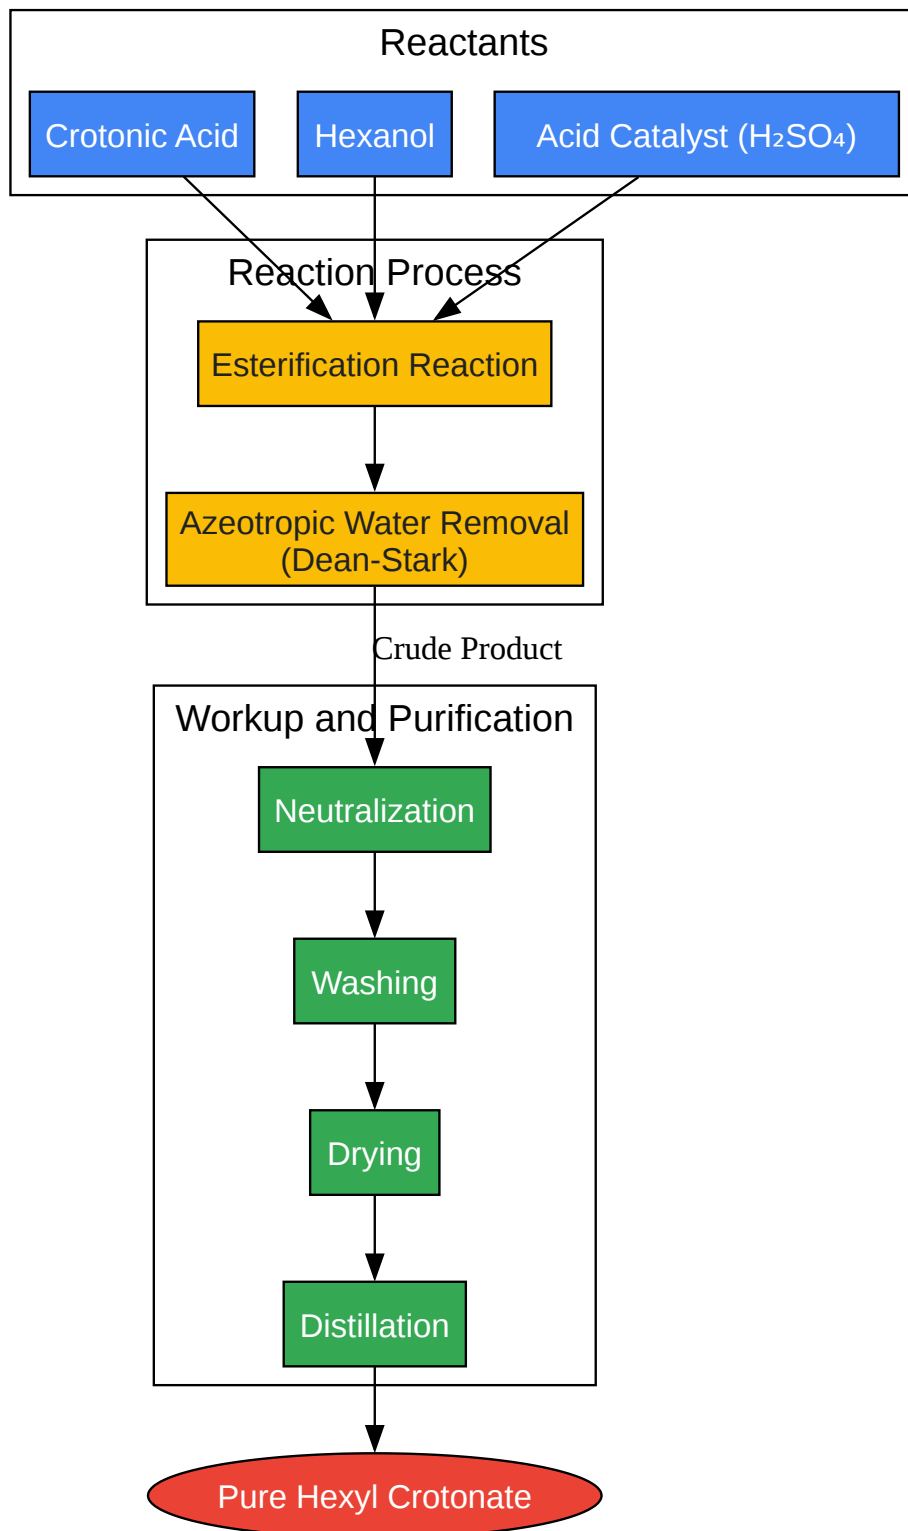 Reactants
Crotonic Acid
Hexanol
Acid Catalyst (H₂SO₄)
Reaction Process
Esterification Reaction
Azeotropic Water Removal
(Dean-Stark)
Crude Product
Workup and Purification
Neutralization
Washing
Drying
Distillation
Pure Hexyl Crotonate